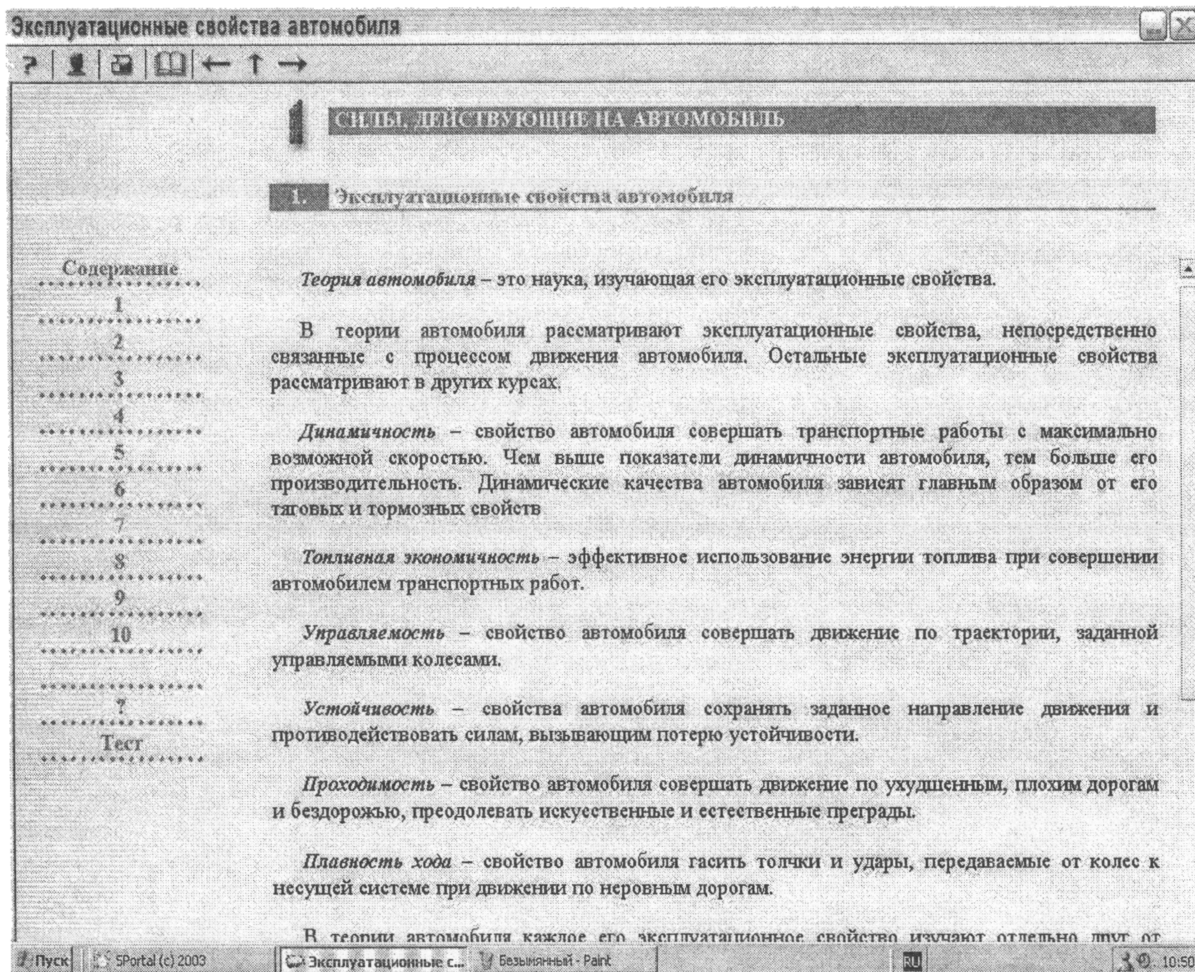 Эксплуатационные свойства автомобиля
?
1 СИЛЫ, ДЕЙСТВУЮЩИЕ НА АВТОМОБИЛЬ
1. Эксплуатационные свойства автомобиля
Содержание
1
2
3
4
5
6
7
8
9
10
?
Тест
Теория автомобиля – это наука, изучающая его эксплуатационные свойства.
В теории автомобиля рассматривают эксплуатационные свойства, непосредственно
связанные с процессом движения автомобиля. Остальные эксплуатационные свойства
рассматривают в других курсах.
Динамичность – свойство автомобиля совершать транспортные работы с максимально
возможной скоростью. Чем выше показатели динамичности автомобиля, тем больше его
производительность. Динамические качества автомобиля зависят главным образом от его
тяговых и тормозных свойств
Топливная экономичность – эффективное использование энергии топлива при совершении
автомобилем транспортных работ.
Управляемость – свойство автомобиля совершать движение по траектории, заданной
управляемыми колесами.
Устойчивость – свойства автомобиля сохранять заданное направление движения и
противодействовать силам, вызывающим потерю устойчивости.
Проходимость – свойство автомобиля совершать движение по ухудшенным, плохим дорогам
и бездорожью, преодолевать искуественные и естественные преграды.
Плавность хода – свойство автомобиля гасить толчки и удары, передаваемые от колес к
несущей системе при движении по неровным дорогам.
В теории автомобиля каждое его эксплуатационное свойство изучают отдельно друг от
Пуск SPortal (c) 2003 Эксплуатационные с... Безымянный - Paint RU 10:50